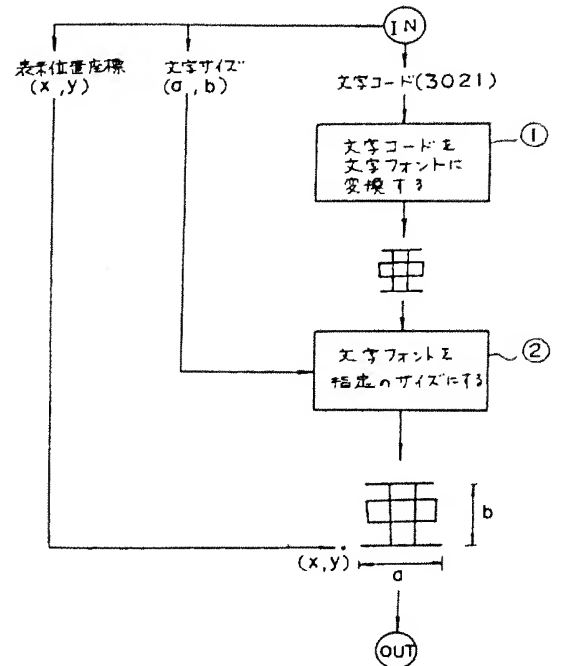 IN
表示位置座標
(x,y)
文字サイズ
(a,b)
文字コード(3021)
①
文字コードを
文字フォントに
変換する
亜
②
文字フォントを
指定のサイズにする
亜
b
(x,y)
a
OUT